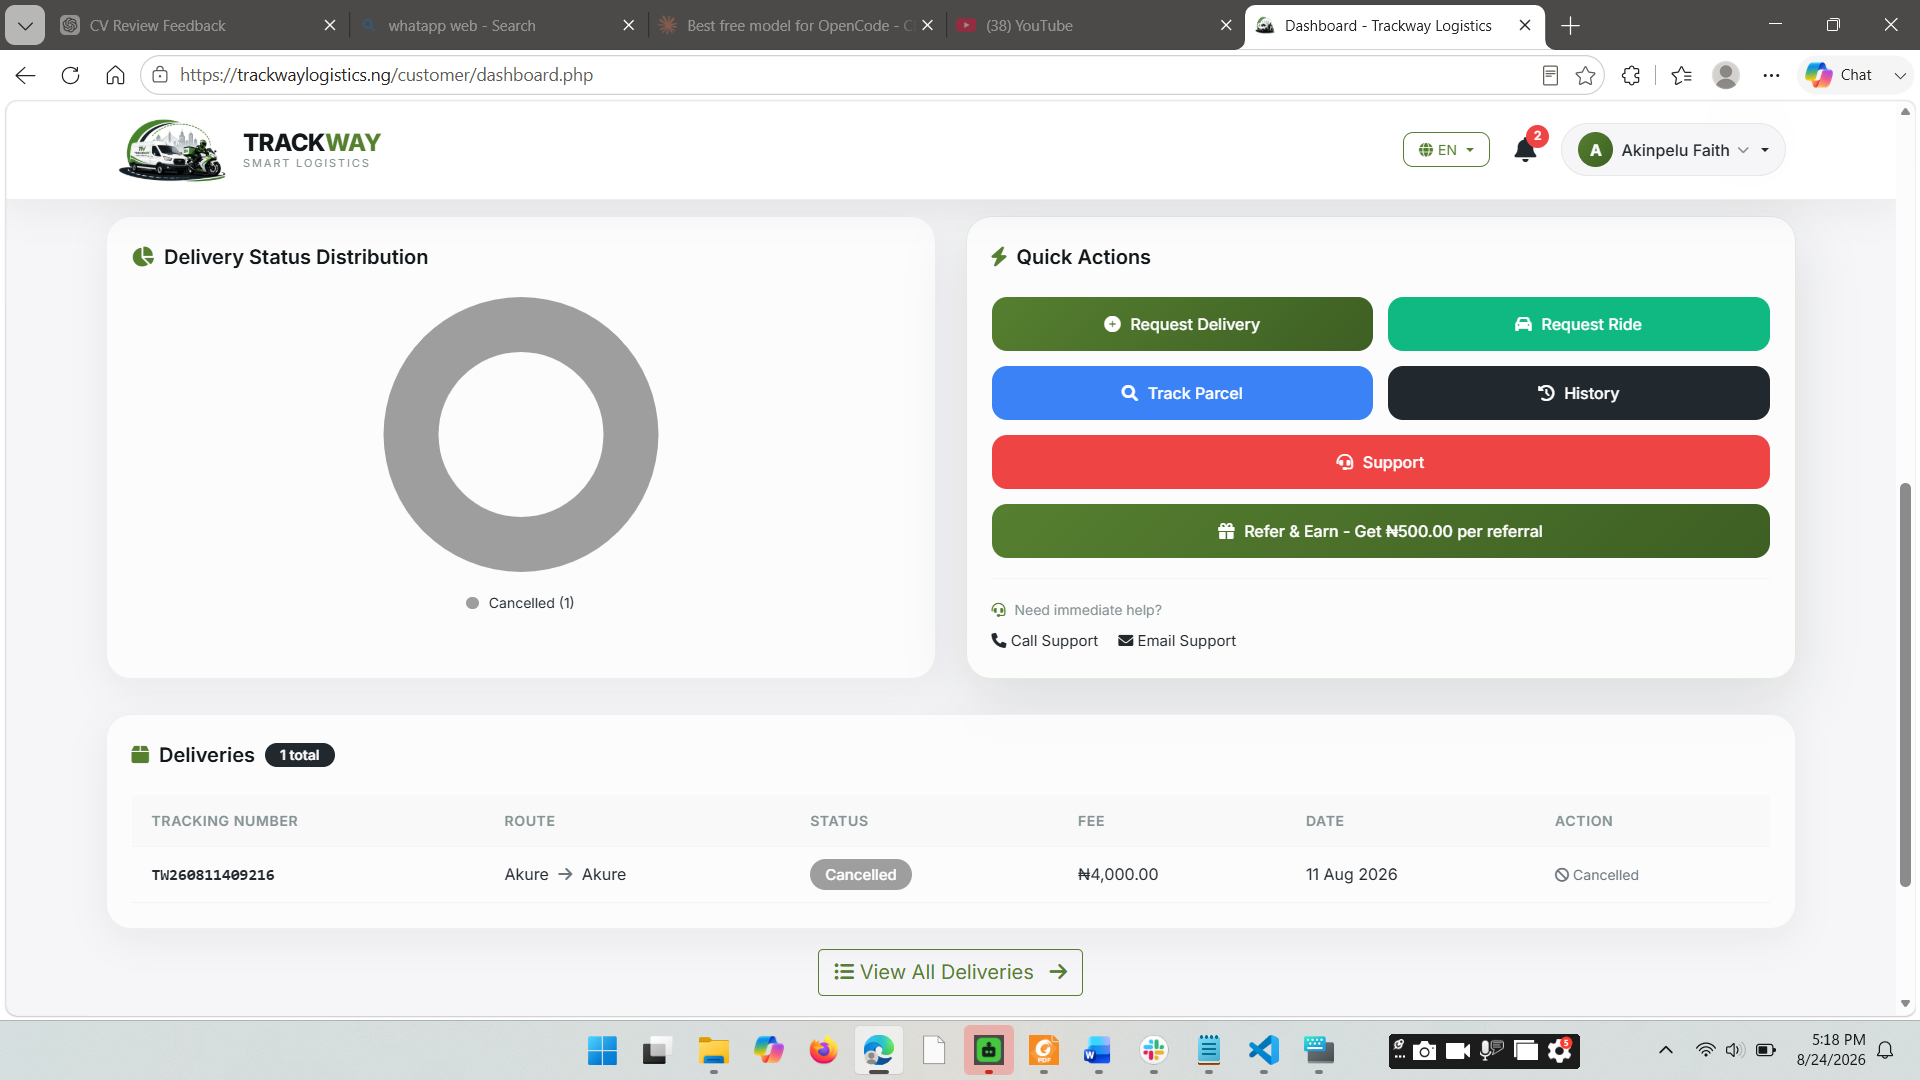 CV Review Feedback
whatapp web - Search
Best free model for OpenCode - C
(38) YouTube
Dashboard - Trackway Logistics
https://trackwaylogistics.ng/customer/dashboard.php
Chat
TRACKWAY
SMART LOGISTICS
EN
2
A
Akinpelu Faith
Delivery Status Distribution
Cancelled (1)
Quick Actions
Request Delivery
Request Ride
Track Parcel
History
Support
Refer & Earn - Get ₦500.00 per referral
Need immediate help?
Call Support
Email Support
Deliveries
1 total
TRACKING NUMBER ROUTE STATUS FEE DATE ACTION
TW260811409216 Akure → Akure Cancelled ₦4,000.00 11 Aug 2026 Cancelled
View All Deliveries
5
5:18 PM
8/24/2026